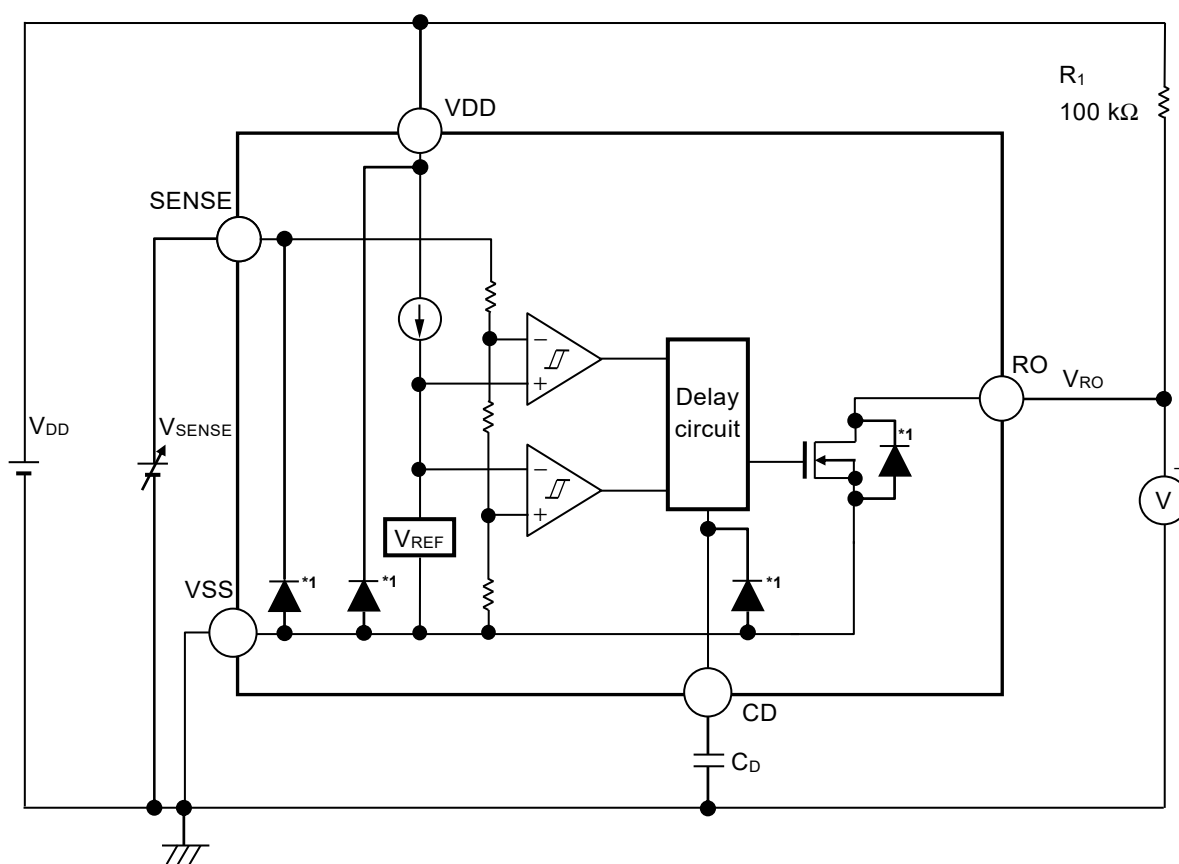 VDD
R1
100 kΩ
SENSE
−
+
RO
VRO
Delay
circuit
*1
VDD
VSENSE
−
+
VREF
V
VSS
*1
*1
*1
CD
CD